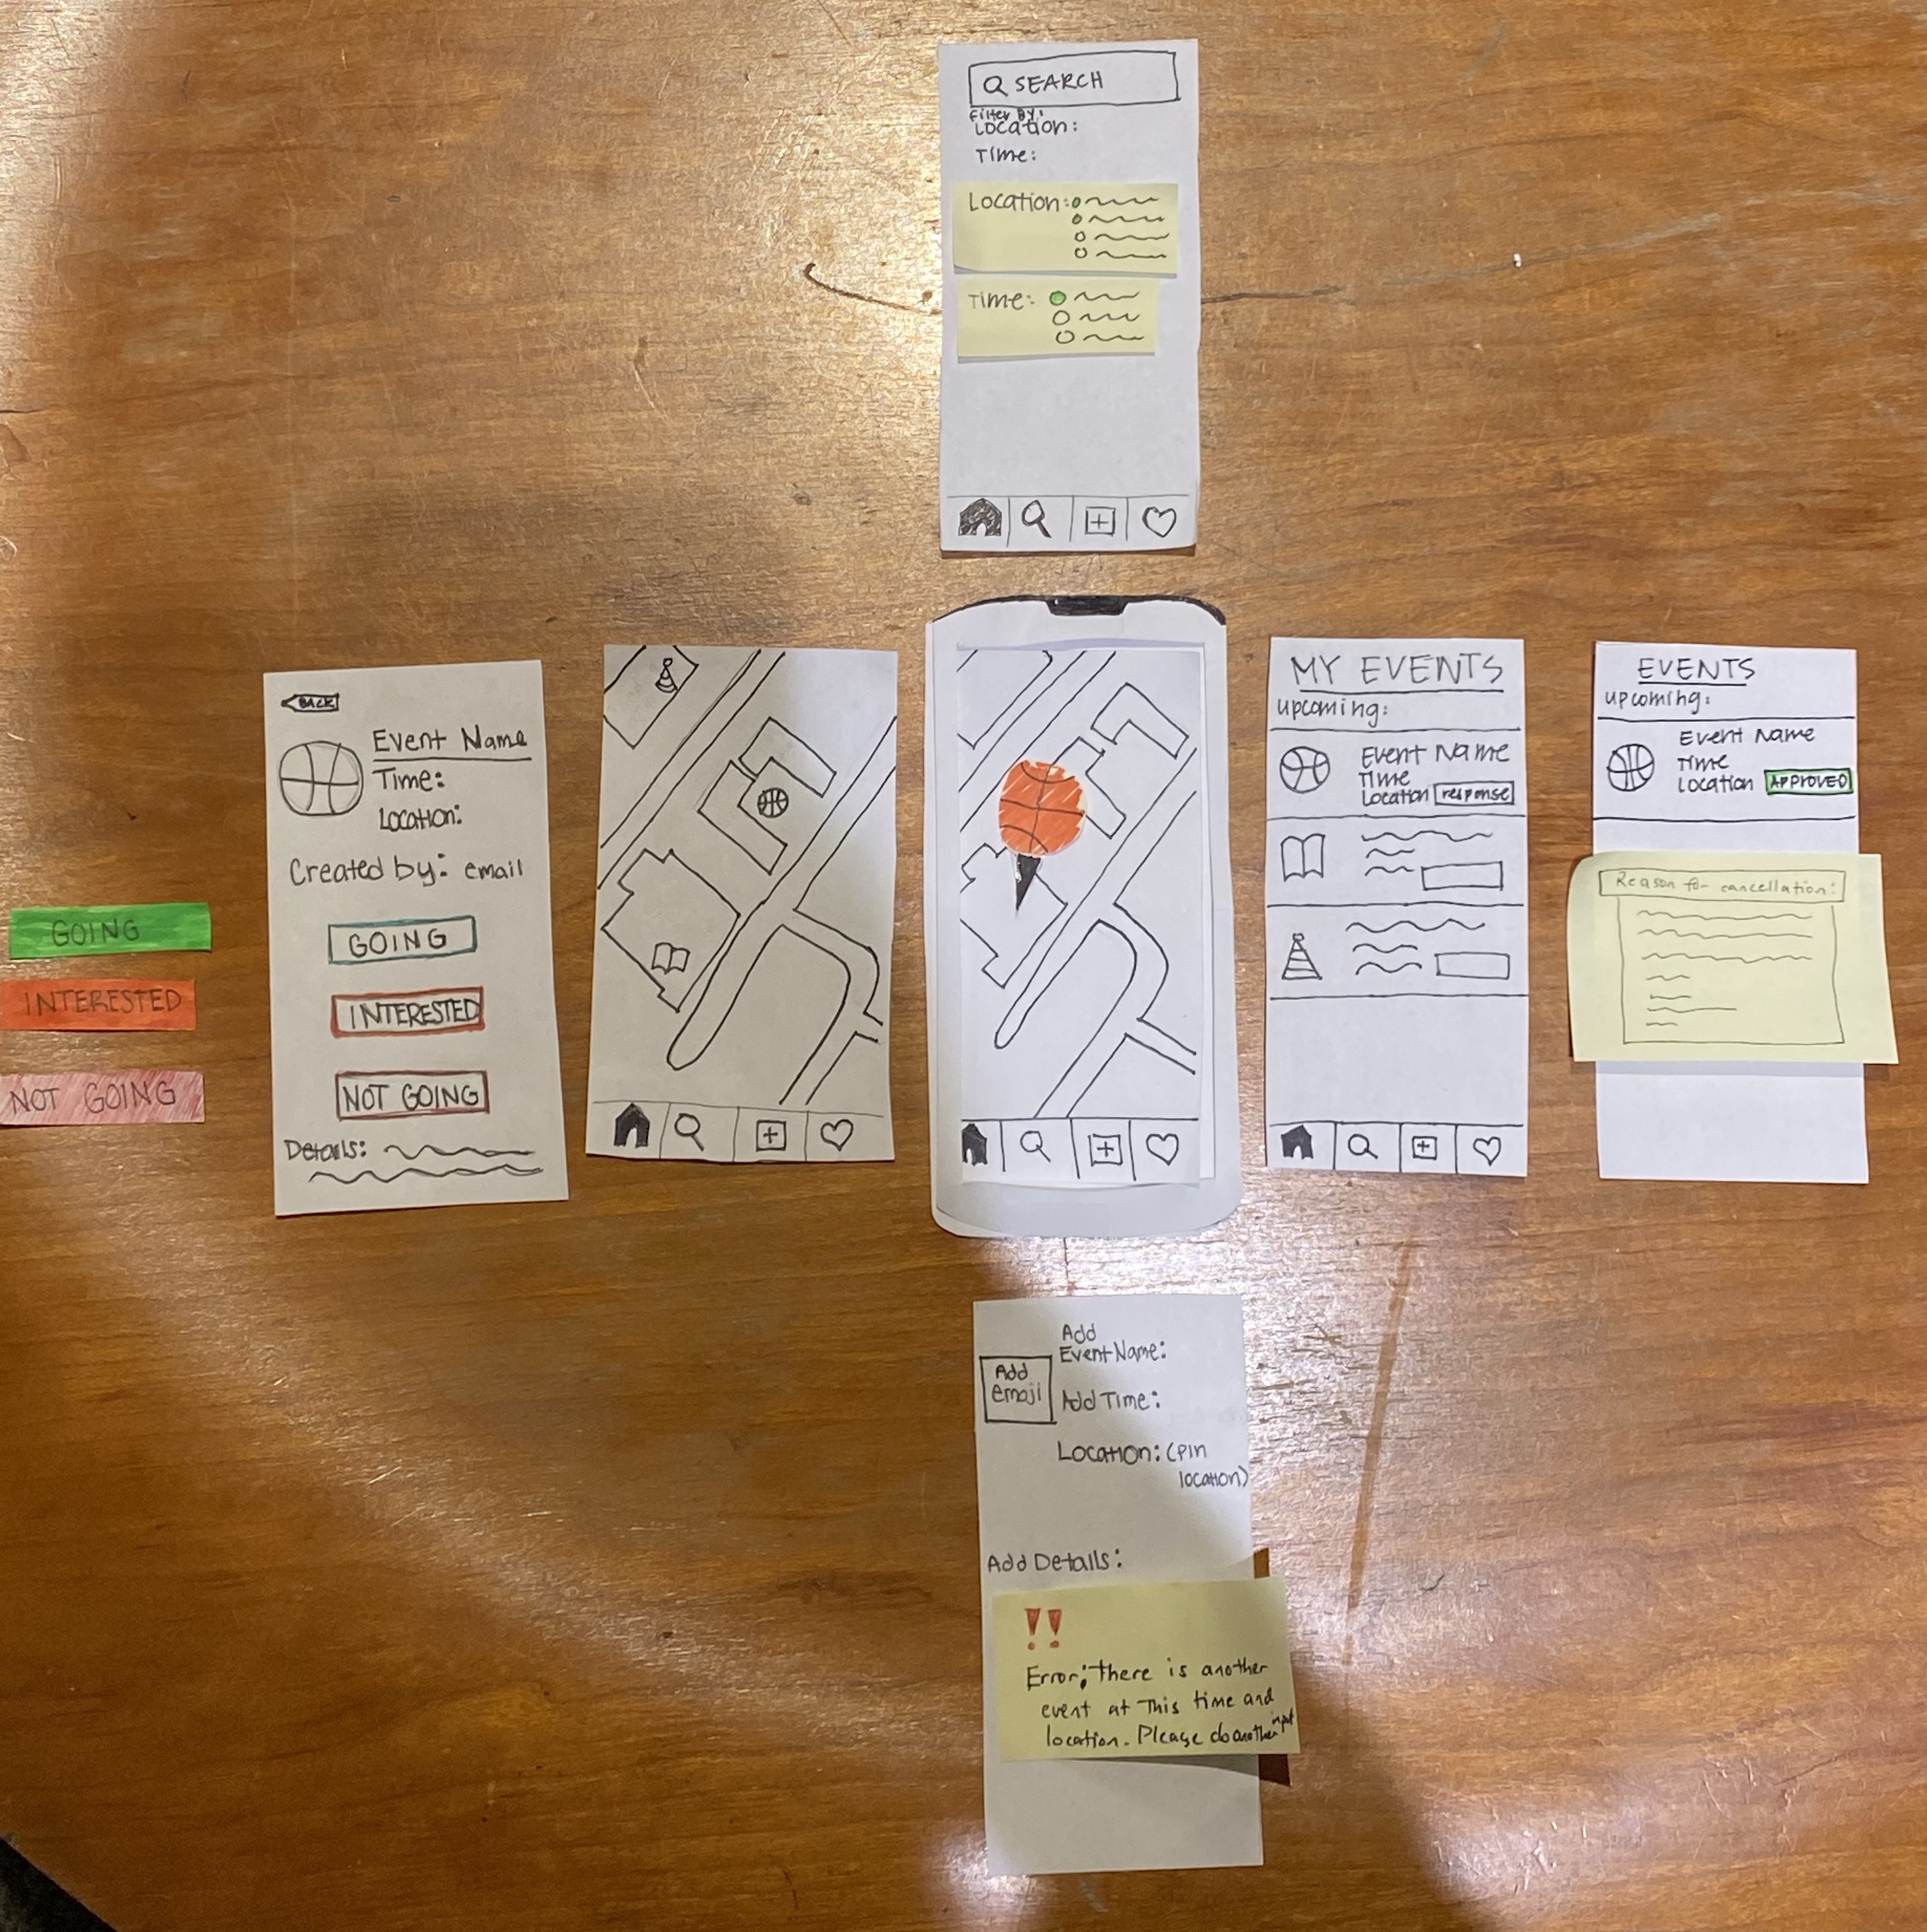 SEARCH
Filter By:
Location:
Time:
Location:
Time:
BACK
Event Name
Time:
Location:
Created by: email
GOING
INTERESTED
NOT GOING
Details:
GOING
INTERESTED
NOT GOING
MY EVENTS
upcoming:
Event Name
Time
Location response
EVENTS
upcoming:
Event Name
Time
Location APPROVED
Reason for cancellation:
Add
Event Name:
Add
emoji
Add Time:
Location: (pin
location)
Add Details:
!!
Error; there is another
event at This time and
location. Please do another input